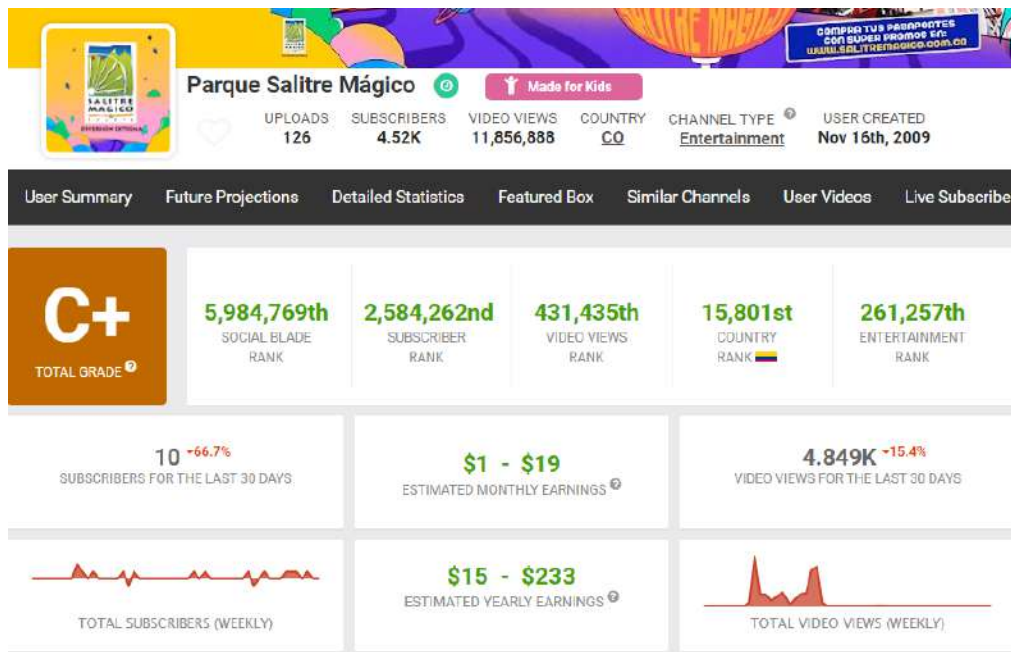 SALITRE MÁGICO
COMPRA TUS PASAPORTES
CON SUPER PROMOS EN:
WWW.SALITREMAGICO.COM.CO
SALITRE
MAGICO
Parque Salitre Mágico
Made for Kids
UPLOADS SUBSCRIBERS VIDEO VIEWS COUNTRY CHANNEL TYPE USER CREATED
126 4.52K 11,856,888 CO Entertainment Nov 16th, 2009
User Summary Future Projections Detailed Statistics Featured Box Similar Channels User Videos Live Subscribe
C+
TOTAL GRADE
5,984,769th 2,584,262nd 431,435th 15,801st 261,257th
SOCIAL BLADE SUBSCRIBER VIDEO VIEWS COUNTRY ENTERTAINMENT
RANK RANK RANK RANK RANK
10 -66.7%
SUBSCRIBERS FOR THE LAST 30 DAYS
$1 - $19
ESTIMATED MONTHLY EARNINGS
4.849K -15.4%
VIDEO VIEWS FOR THE LAST 30 DAYS
TOTAL SUBSCRIBERS (WEEKLY)
$15 - $233
ESTIMATED YEARLY EARNINGS
TOTAL VIDEO VIEWS (WEEKLY)